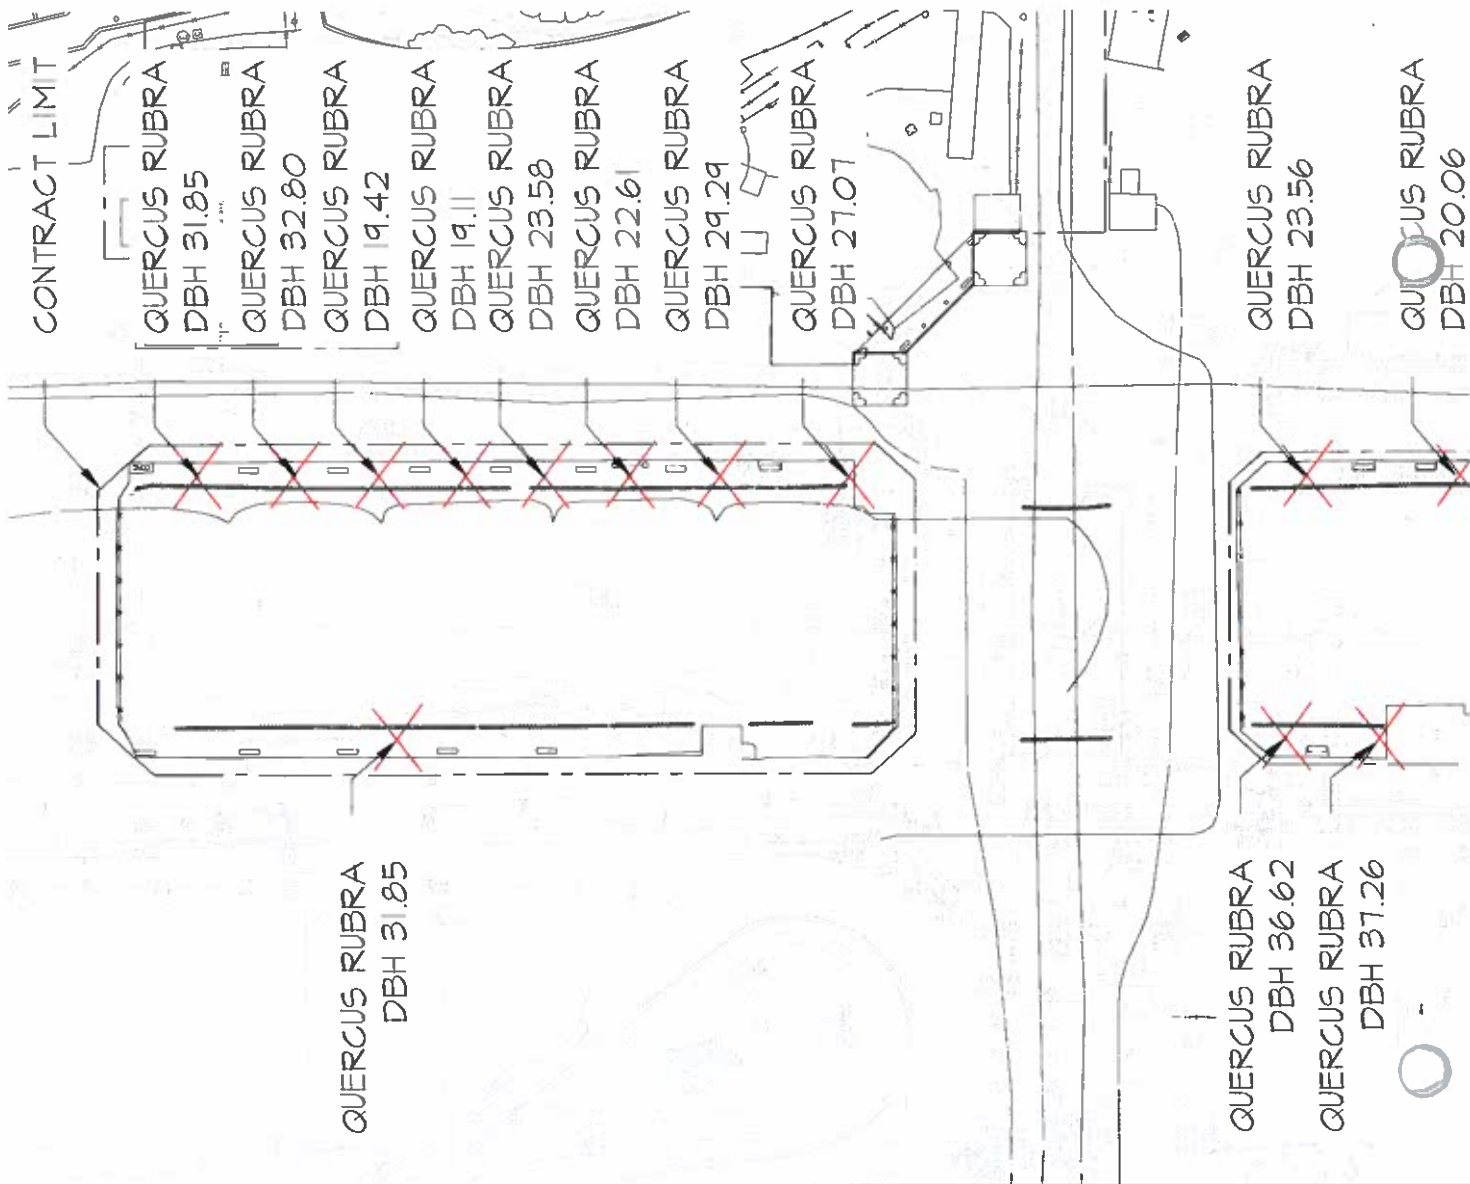 CONTRACT LIMIT
QUERCUS RUBRA
DBH 31.85
QUERCUS RUBRA
DBH 32.80
QUERCUS RUBRA
DBH 19.42
QUERCUS RUBRA
DBH 19.11
QUERCUS RUBRA
DBH 23.58
QUERCUS RUBRA
DBH 22.61
QUERCUS RUBRA
DBH 29.29
QUERCUS RUBRA
DBH 27.07
QUERCUS RUBRA
DBH 23.56
QUERCUS RUBRA
DBH 20.06
QUERCUS RUBRA
DBH 31.85
QUERCUS RUBRA
DBH 36.62
QUERCUS RUBRA
DBH 37.26